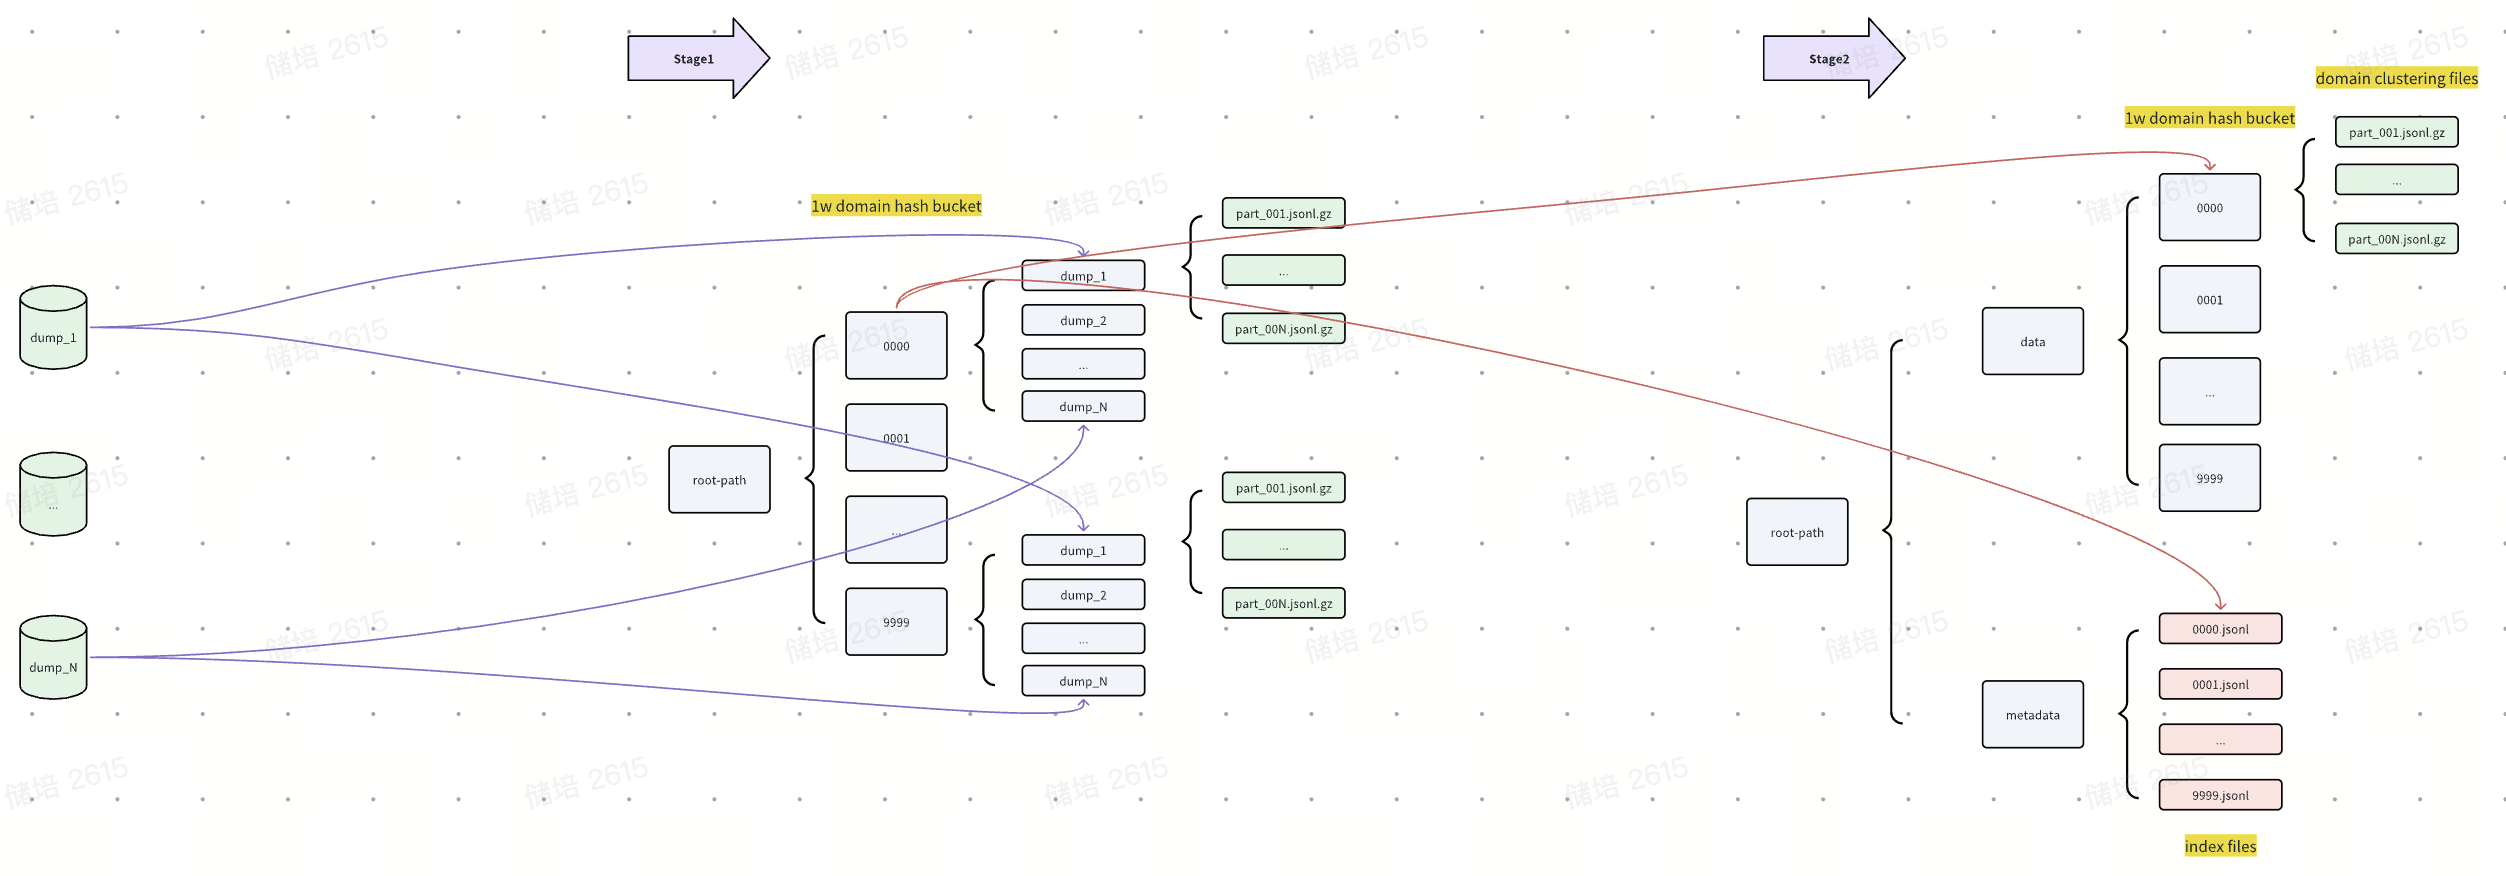 Stage1
Stage2
domain clustering files
1w domain hash bucket
part_001.jsonl.gz
...
part_00N.jsonl.gz
1w domain hash bucket
0000
0001
...
9999
data
root-path
metadata
0000.jsonl
0001.jsonl
...
9999.jsonl
index files
dump_1
...
dump_N
root-path
0000
0001
...
9999
dump_1
dump_2
...
dump_N
part_001.jsonl.gz
...
part_00N.jsonl.gz
dump_1
dump_2
...
dump_N
part_001.jsonl.gz
...
part_00N.jsonl.gz
储培 2615